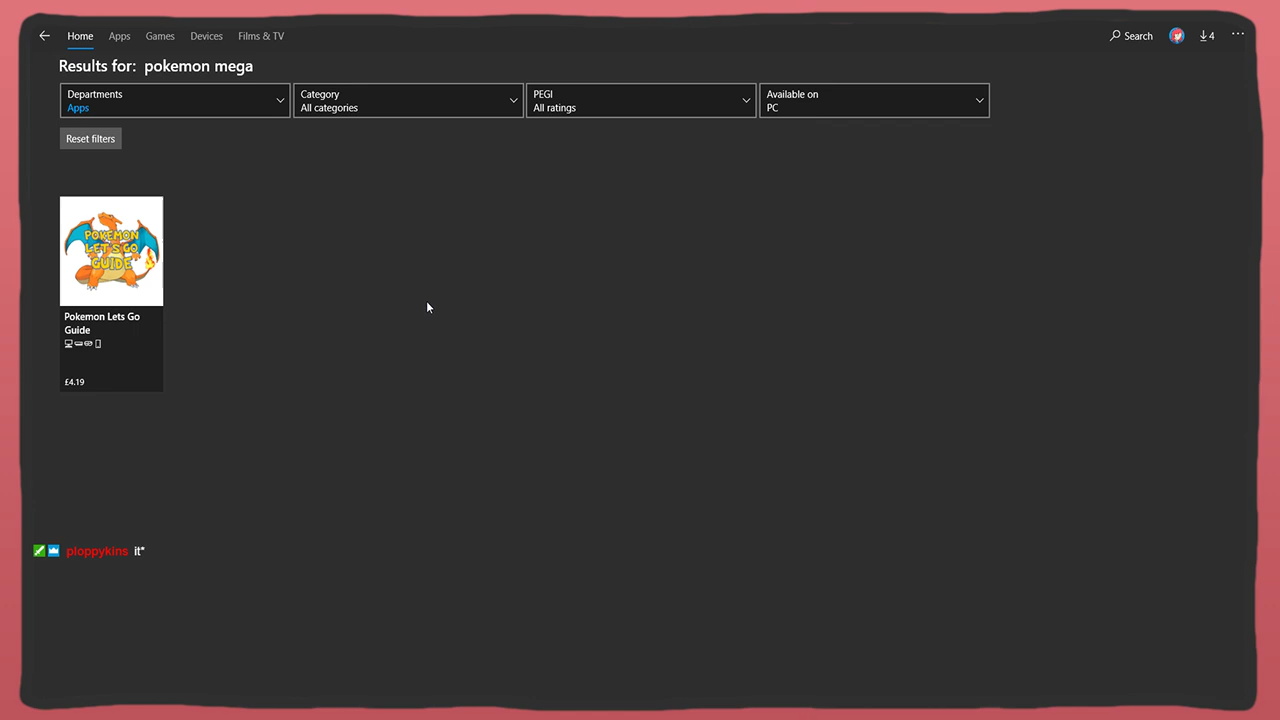 Home Apps Games Devices Films & TV Search 4
Results for: pokemon mega
Departments
Apps
Category
All categories
PEGI
All ratings
Available on
PC
Reset filters
POKEMON
LET'S GO
GUIDE
Pokemon Lets Go
Guide
£4.19
ploppykins it*